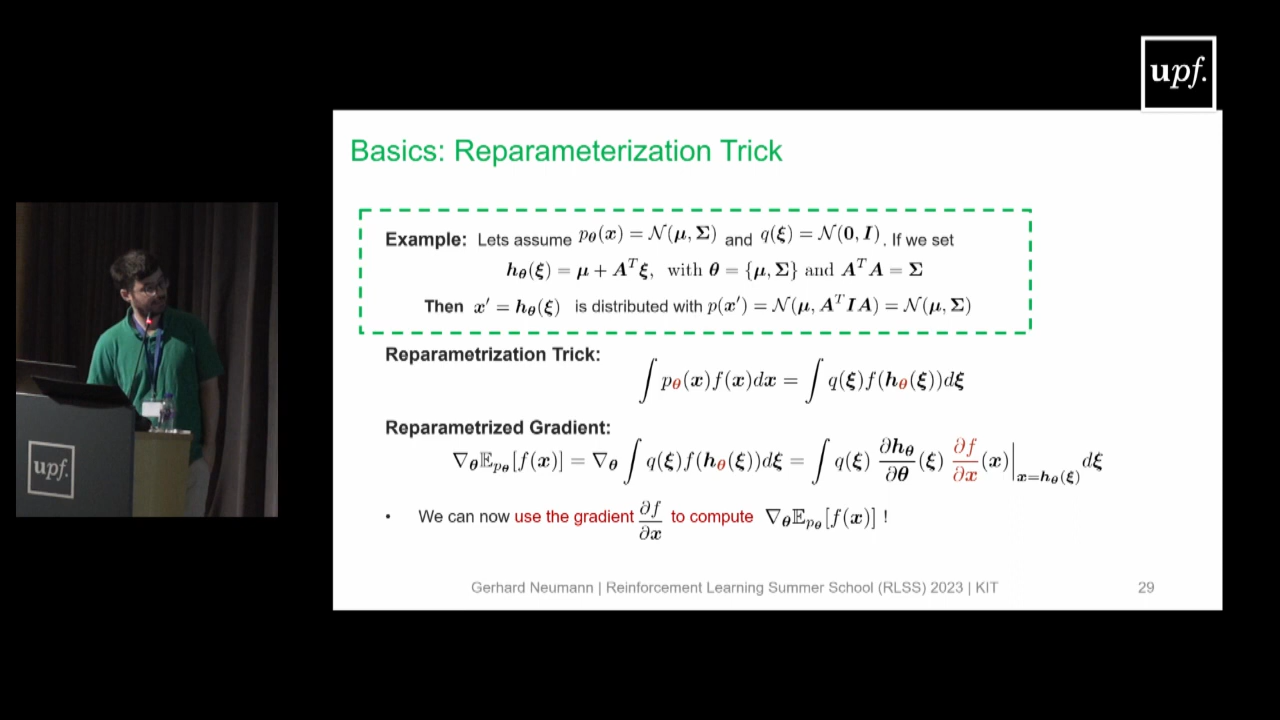 upf.
Basics: Reparameterization Trick
Example: Lets assume p_θ(x) = 𝒩(μ, Σ) and q(ξ) = 𝒩(0, I). If we set
h_θ(ξ) = μ + A^T ξ, with θ = {μ, Σ} and A^T A = Σ
Then x′ = h_θ(ξ) is distributed with p(x′) = 𝒩(μ, A^T I A) = 𝒩(μ, Σ)
Reparametrization Trick:
∫ p_θ(x)f(x)dx = ∫ q(ξ)f(h_θ(ξ))dξ
Reparametrized Gradient:
∇_θ 𝔼_{p_θ}[f(x)] = ∇_θ ∫ q(ξ)f(h_θ(ξ))dξ = ∫ q(ξ) ∂h_θ/∂θ (ξ) ∂f/∂x (x)|_{x=h_θ(ξ)} dξ
• We can now use the gradient ∂f/∂x to compute ∇_θ 𝔼_{p_θ}[f(x)] !
Gerhard Neumann | Reinforcement Learning Summer School (RLSS) 2023 | KIT 29
upf.